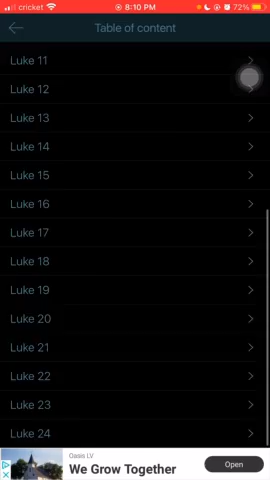 cricket
8:10 PM
72%
Table of content
Luke 11
Luke 12
Luke 13
Luke 14
Luke 15
Luke 16
Luke 17
Luke 18
Luke 19
Luke 20
Luke 21
Luke 22
Luke 23
Luke 24
Oasis LV
We Grow Together
Open